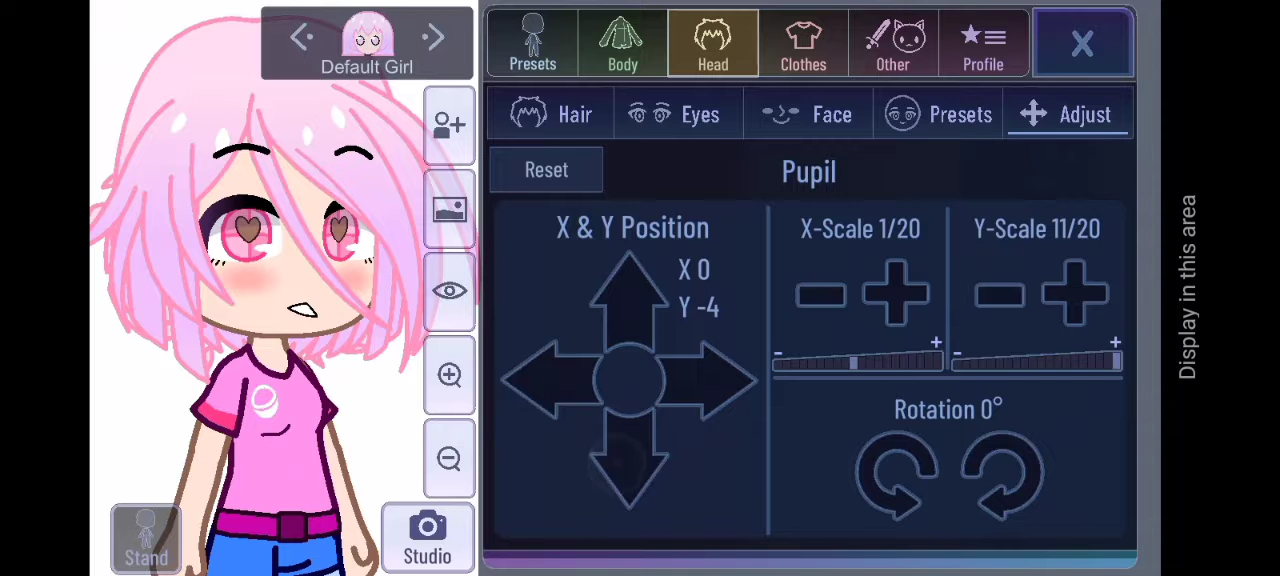 Default Girl
Presets
Body
Head
Clothes
Other
Profile
X
Hair
Eyes
Face
Presets
Adjust
Reset
Pupil
X & Y Position
X 0
Y -4
X-Scale 1/20
Y-Scale 11/20
- +
- +
Rotation 0°
Stand
Studio
Display in this area